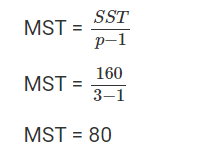 MST = SST / p−1
MST = 160 / 3−1
MST = 80